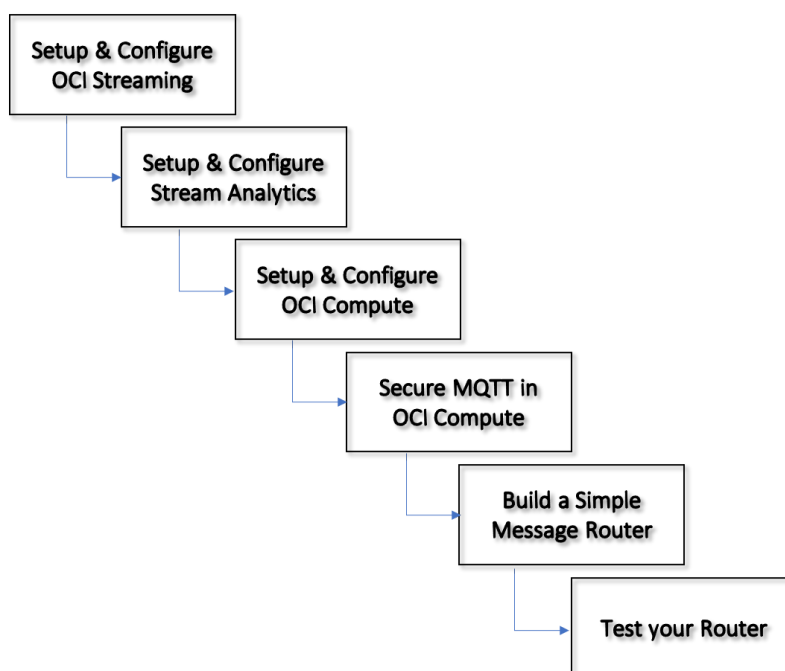 Setup & Configure
OCI Streaming
Setup & Configure
Stream Analytics
Setup & Configure
OCI Compute
Secure MQTT in
OCI Compute
Build a Simple
Message Router
Test your Router